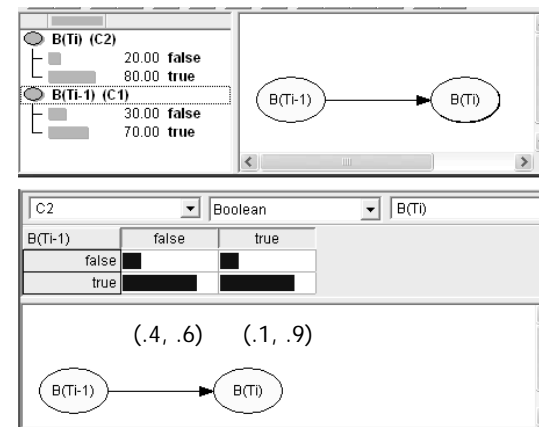 B(Ti) (C2)
20.00 false
80.00 true
B(Ti-1) (C1)
30.00 false
70.00 true
B(Ti-1) B(Ti)
C2 Boolean B(Ti)
B(Ti-1) false true
false
true
(.4, .6) (.1, .9)
B(Ti-1) B(Ti)